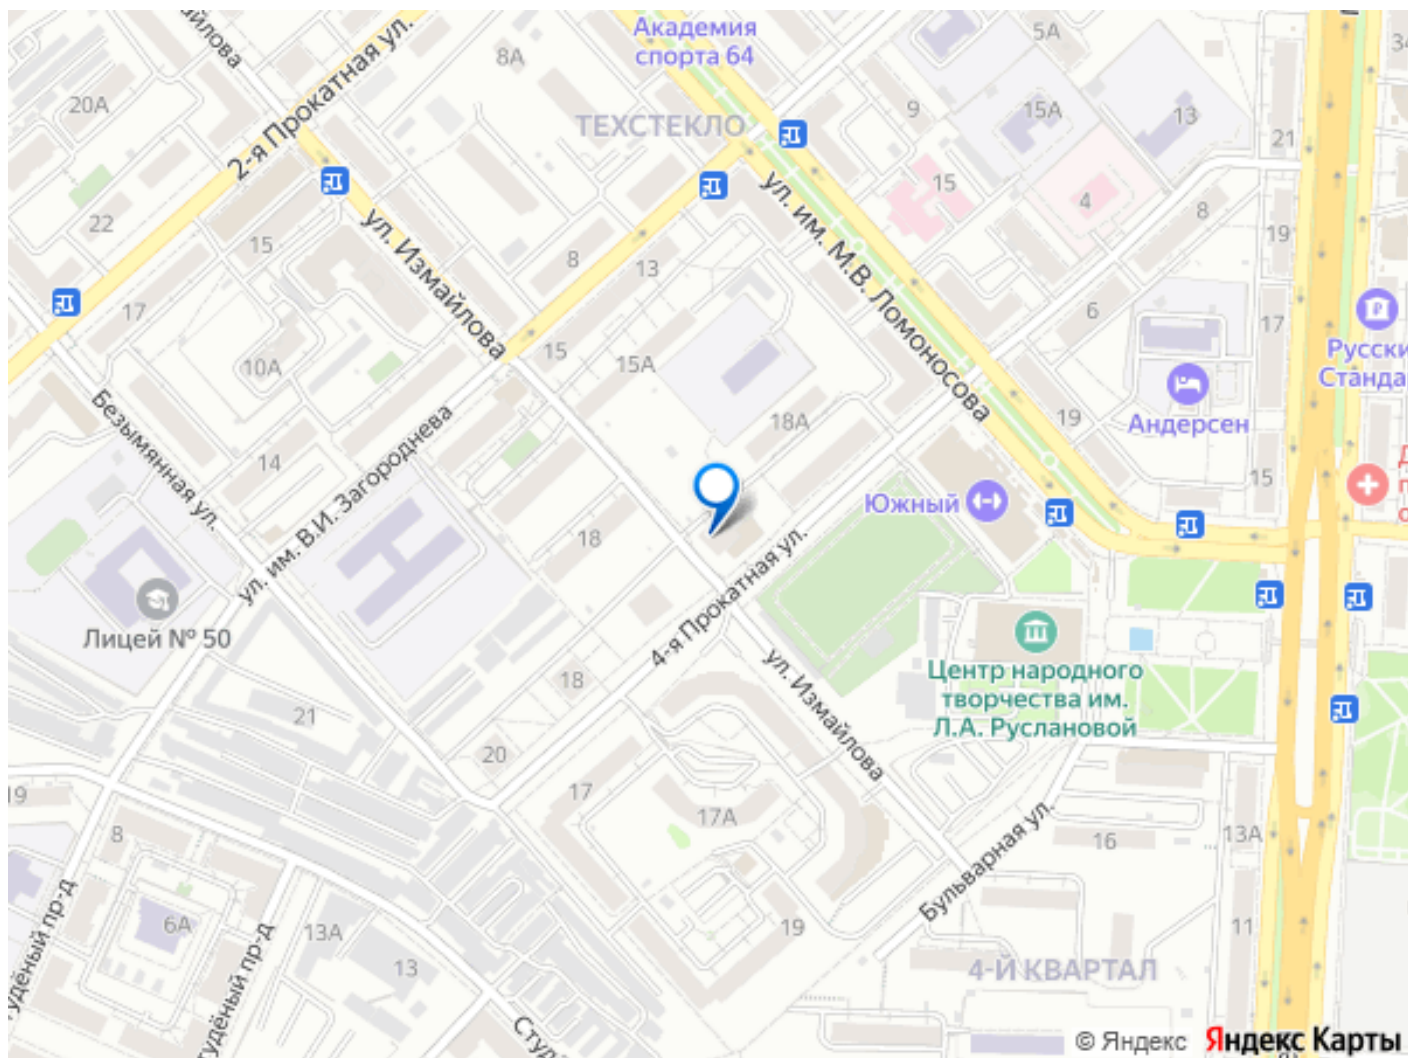 Академия
спорта 64
5А
8А
20А
9
15А
13
21
ТЕХСТЕКЛО
2-я Прокатная ул.
15
4
8
22
19
ул. Измайлова
ул. им. М.В. Ломоносова
15
8
13
17
6
17
15
15А
10А
Русски
Станда
Андерсен
19
18А
Безымянная ул.
ул. им. В.И. Загороднева
14
15
Южный
18
4-я Прокатная ул.
Лицей № 50
18
ул. Измайлова
Центр народного
творчества им.
Л.А. Руслановой
21
20
17
17А
19
8
16
13А
Бульварная ул.
6А
13А
13
19
11
4-Й КВАРТАЛ
© Яндекс
Яндекс Карты